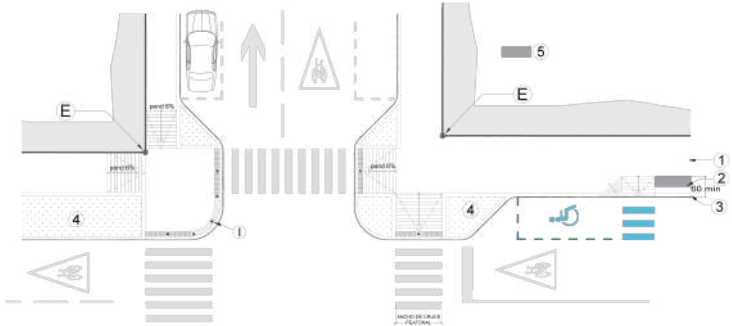 5
E
E
pend 6%
pend 6%
pend 6%
1
2
60 min
3
4
4
I
ANCHO DE CRUCE
PEATONAL